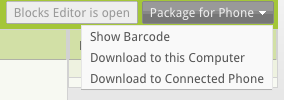 Blocks Editor is open
Package for Phone
Show Barcode
Download to this Computer
Download to Connected Phone